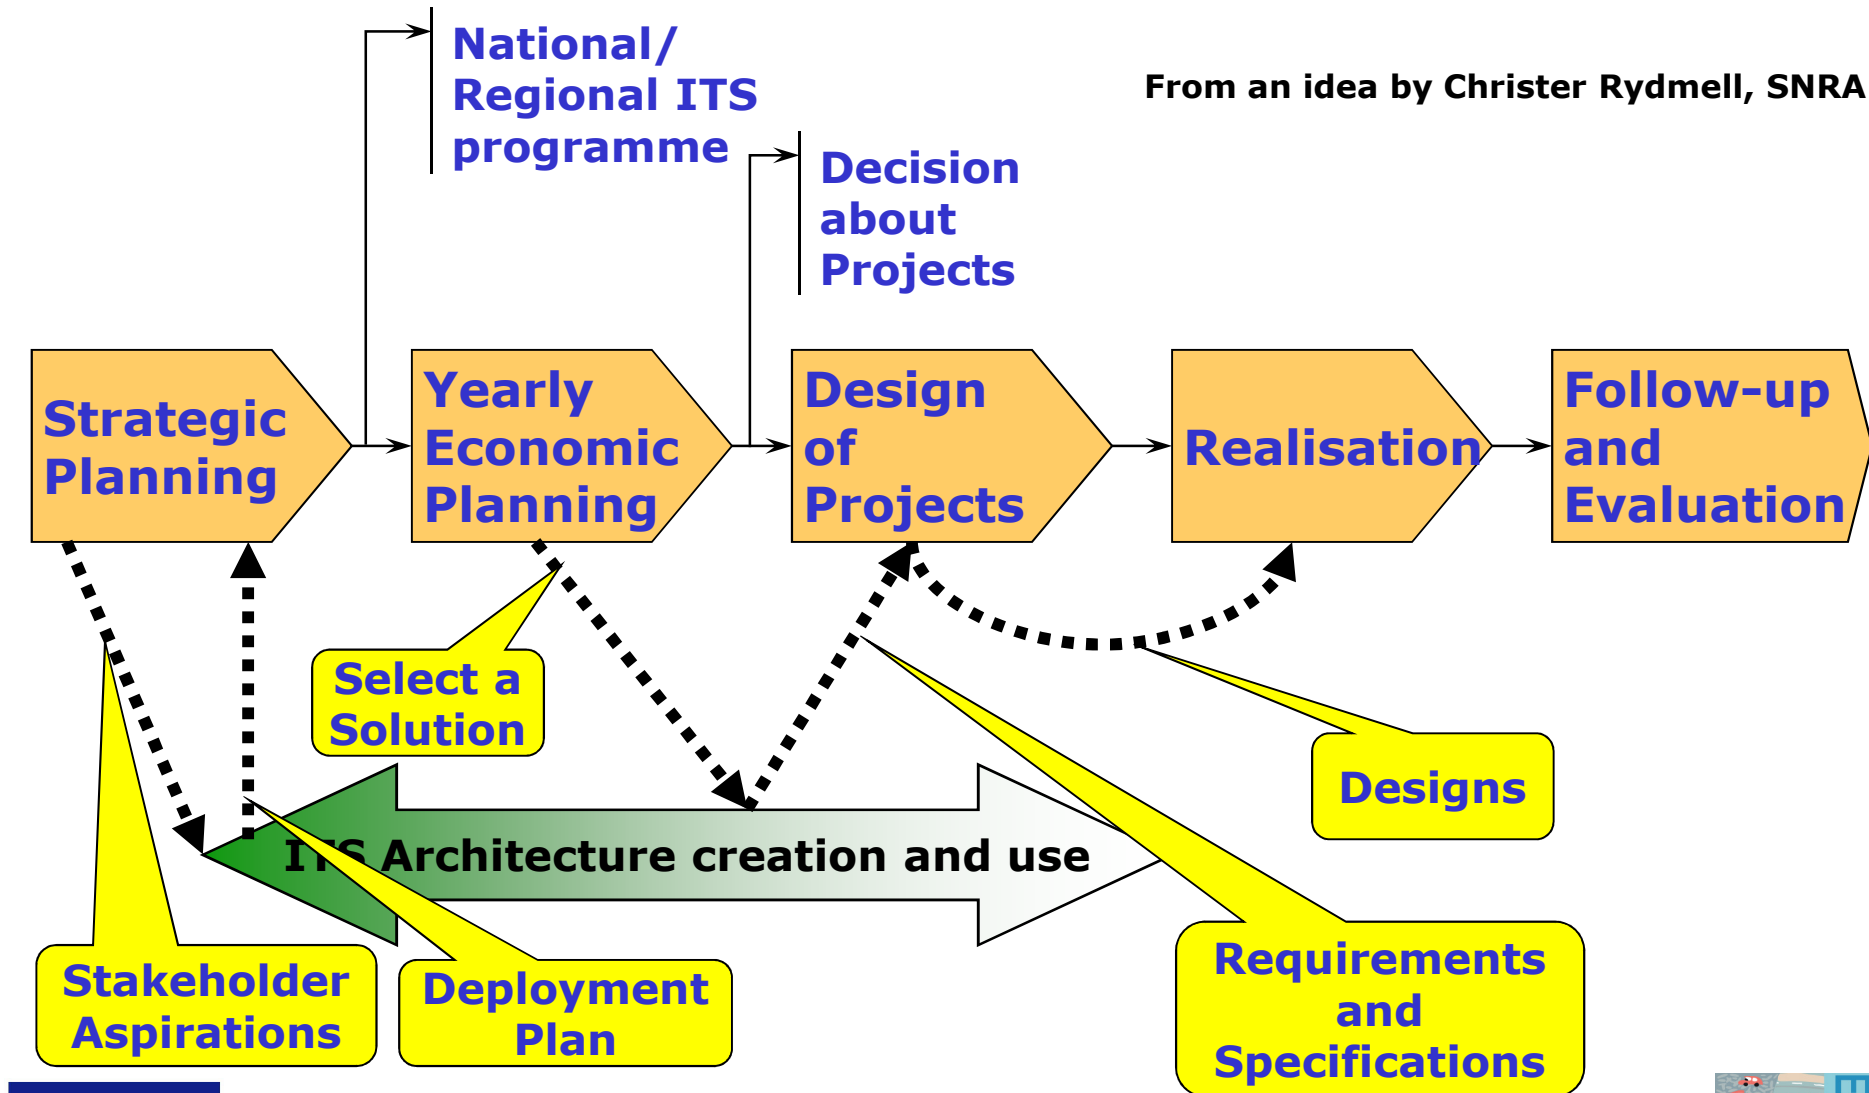 National/
Regional ITS
programme
From an idea by Christer Rydmell, SNRA
Decision
about
Projects
Strategic
Planning
Yearly
Economic
Planning
Design
of
Projects
Realisation
Follow-up
and
Evaluation
Select a
Solution
Designs
ITS Architecture creation and use
Stakeholder
Aspirations
Deployment
Plan
Requirements
and
Specifications